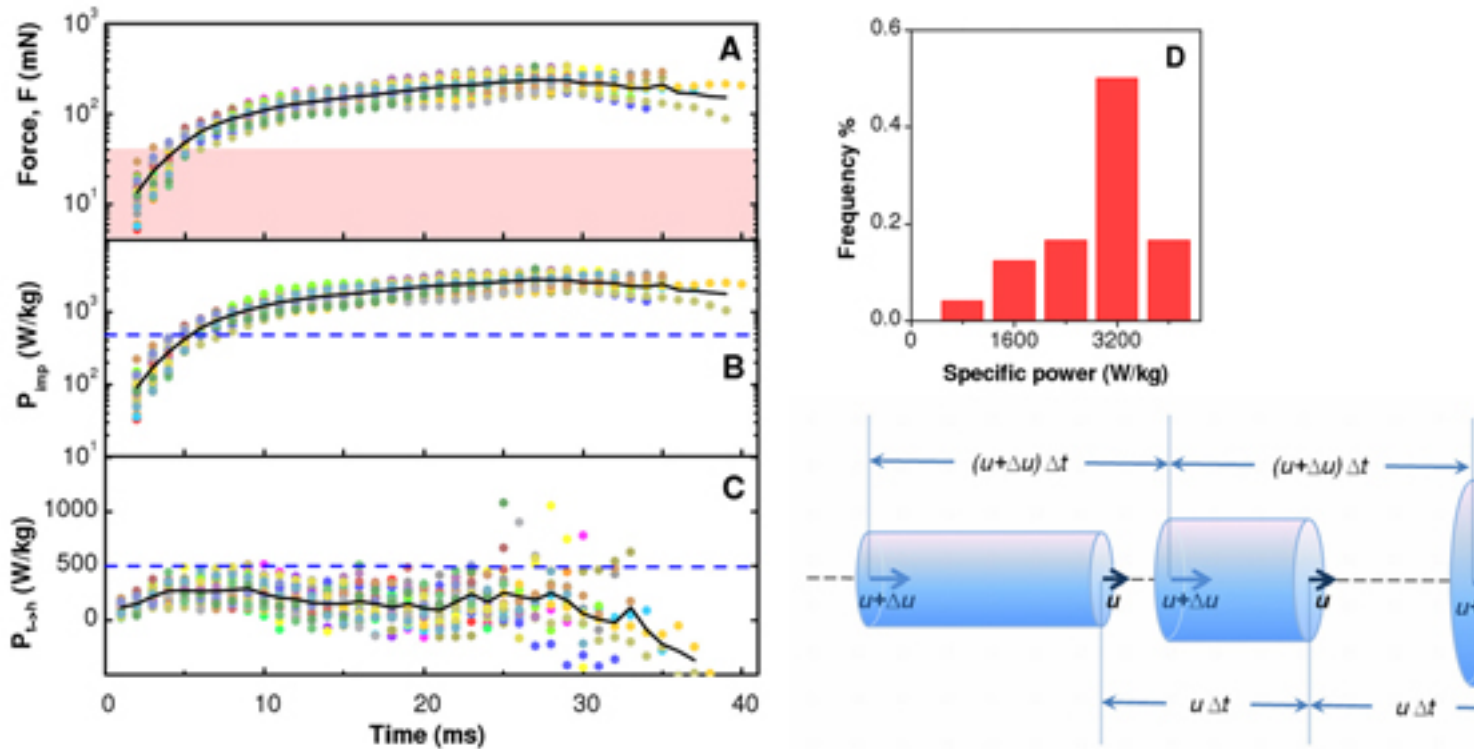 10³
A
Force, F (mN)
10²
10¹
P_imp (W/kg)
10³
B
10²
10¹
C
P_t->h (W/kg)
1000
500
0
0 10 20 30 40
Time (ms)
0.6
D
Frequency %
0.4
0.2
0.0
0 1600 3200
Specific power (W/kg)
(u+Δu) Δt (u+Δu) Δt
u+Δu u u+Δu u u+
u Δt u Δt